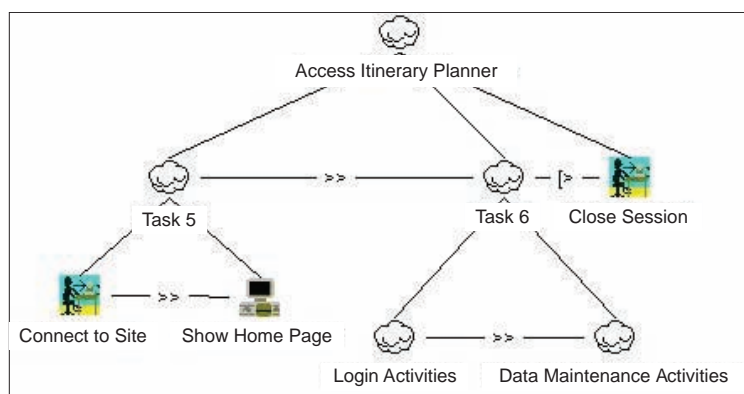 Access Itinerary Planner
>> [>
Task 5 Task 6 Close Session
>>
Connect to Site Show Home Page
>>
Login Activities Data Maintenance Activities